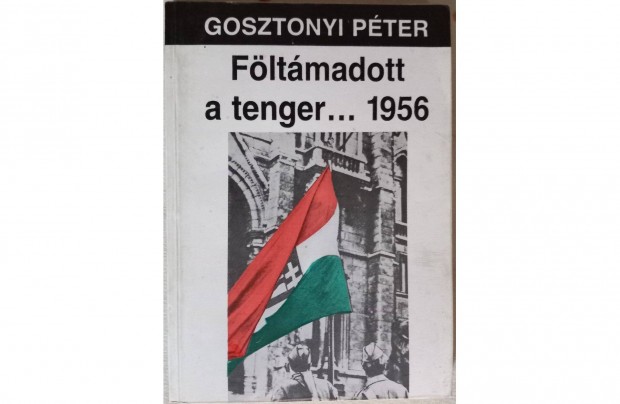 GOSZTONYI PÉTER
Föltámadott
a tenger... 1956